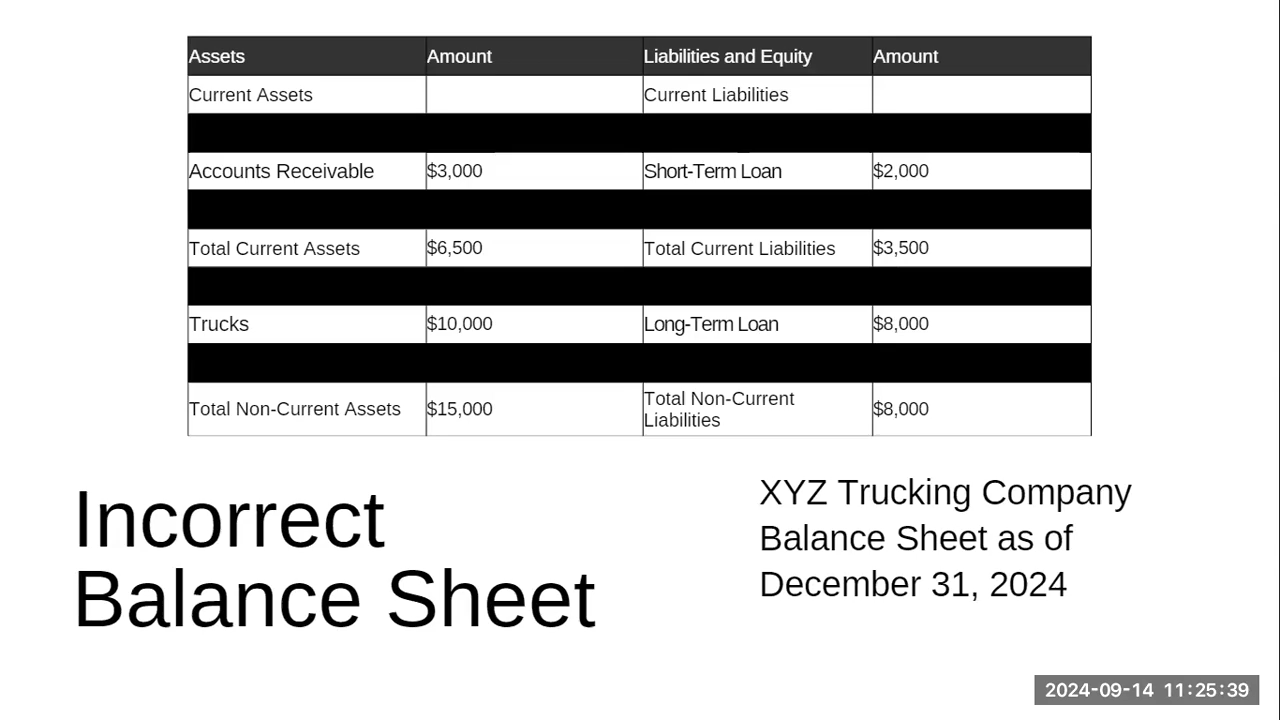 Assets Amount Liabilities and Equity Amount
Current Assets Current Liabilities
Accounts Receivable $3,000 Short-Term Loan $2,000
Total Current Assets $6,500 Total Current Liabilities $3,500
Trucks $10,000 Long-Term Loan $8,000
Total Non-Current Assets $15,000 Total Non-Current
Liabilities $8,000
Incorrect
Balance Sheet
XYZ Trucking Company
Balance Sheet as of
December 31, 2024
2024-09-14 11:25:39